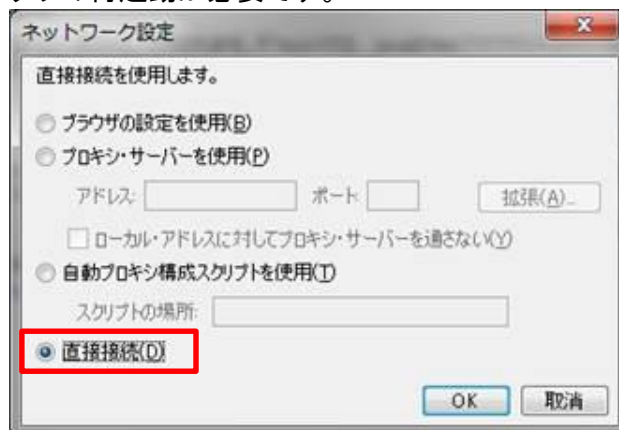 ネットワーク設定
直接接続を使用します。
ブラウザの設定を使用(B)
プロキシ・サーバーを使用(P)
アドレス: ポート: 拡張(A)...
ローカル・アドレスに対してプロキシ・サーバーを通さない(Y)
自動プロキシ構成スクリプトを使用(T)
スクリプトの場所:
直接接続(D)
OK 取消